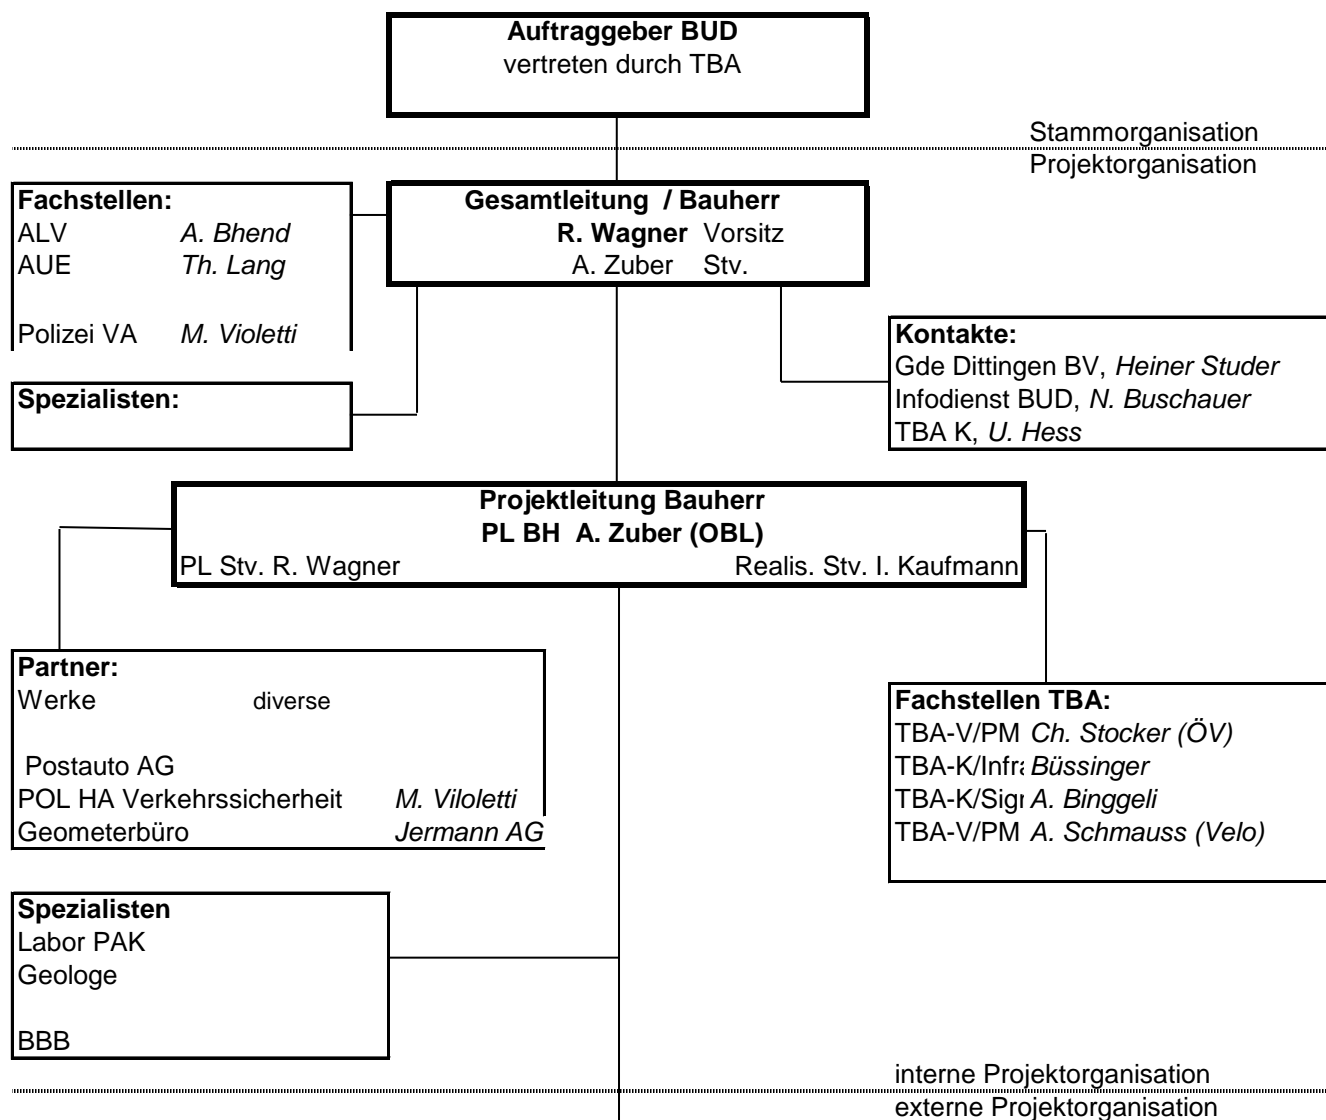 Auftraggeber BUD
vertreten durch TBA
Stammorganisation
Projektorganisation
Fachstellen:
ALV A. Bhend
AUE Th. Lang
Polizei VA M. Violetti
Gesamtleitung / Bauherr
R. Wagner Vorsitz
A. Zuber Stv.
Kontakte:
Gde Dittingen BV, Heiner Studer
Infodienst BUD, N. Buschauer
TBA K, U. Hess
Spezialisten:
Projektleitung Bauherr
PL BH A. Zuber (OBL)
PL Stv. R. Wagner Realis. Stv. I. Kaufmann
Partner:
Werke diverse
Postauto AG
POL HA Verkehrssicherheit M. Viloletti
Geometerbüro Jermann AG
Fachstellen TBA:
TBA-V/PM Ch. Stocker (ÖV)
TBA-K/Infra Büssinger
TBA-K/Sign A. Binggeli
TBA-V/PM A. Schmauss (Velo)
Spezialisten
Labor PAK
Geologe
BBB
interne Projektorganisation
externe Projektorganisation